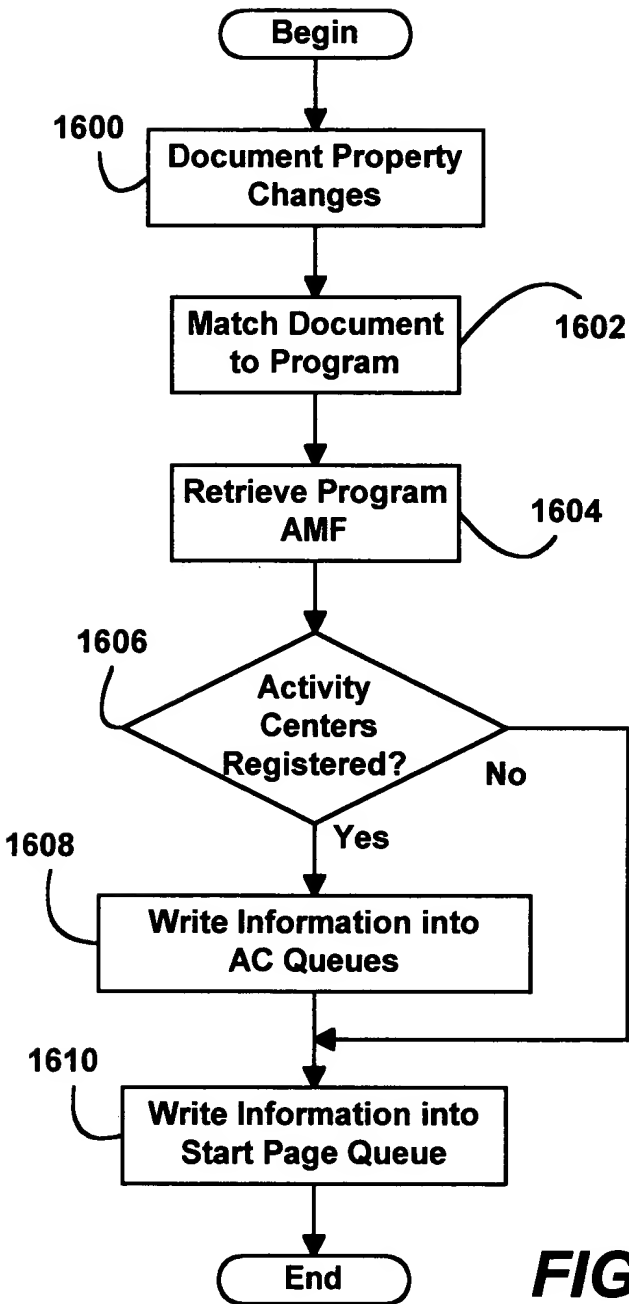 Begin
1600
Document Property
Changes
Match Document
to Program
1602
Retrieve Program
AMF
1604
1606
Activity
Centers
Registered?
No
Yes
1608
Write Information into
AC Queues
1610
Write Information into
Start Page Queue
End
FIG